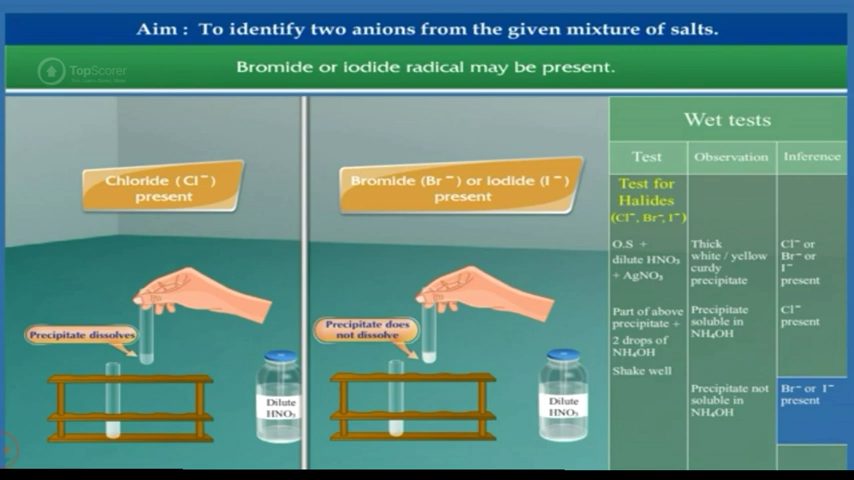 Aim : To identify two anions from the given mixture of salts.
TopScorer
Bromide or iodide radical may be present.
Chloride (Cl⁻)
present
Precipitate dissolves
Dilute
HNO₃
Bromide (Br⁻) or iodide (I⁻)
present
Precipitate does
not dissolve
Dilute
HNO₃
Wet tests
Test
Observation
Inference
Test for
Halides
(Cl⁻, Br⁻, I⁻)
O.S +
dilute HNO₃
+ AgNO₃
Thick
white / yellow
curdy
precipitate
Cl⁻ or
Br⁻ or
I⁻
present
Part of above
precipitate +
2 drops of
NH₄OH
Shake well
Precipitate
soluble in
NH₄OH
Cl⁻
present
Precipitate not
soluble in
NH₄OH
Br⁻ or I⁻
present